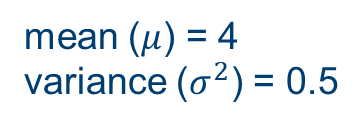 mean (𝜇) = 4
variance (𝜎²) = 0.5